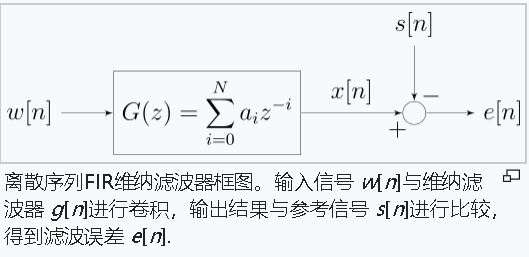 s[n]
w[n] G(z) = \sum_{i=0}^{N} a_i z^{-i} x[n] − + e[n]
离散序列FIR维纳滤波器框图。输入信号 w[n]与维纳滤
波器 g[n]进行卷积，输出结果与参考信号 s[n]进行比较，
得到滤波误差 e[n].